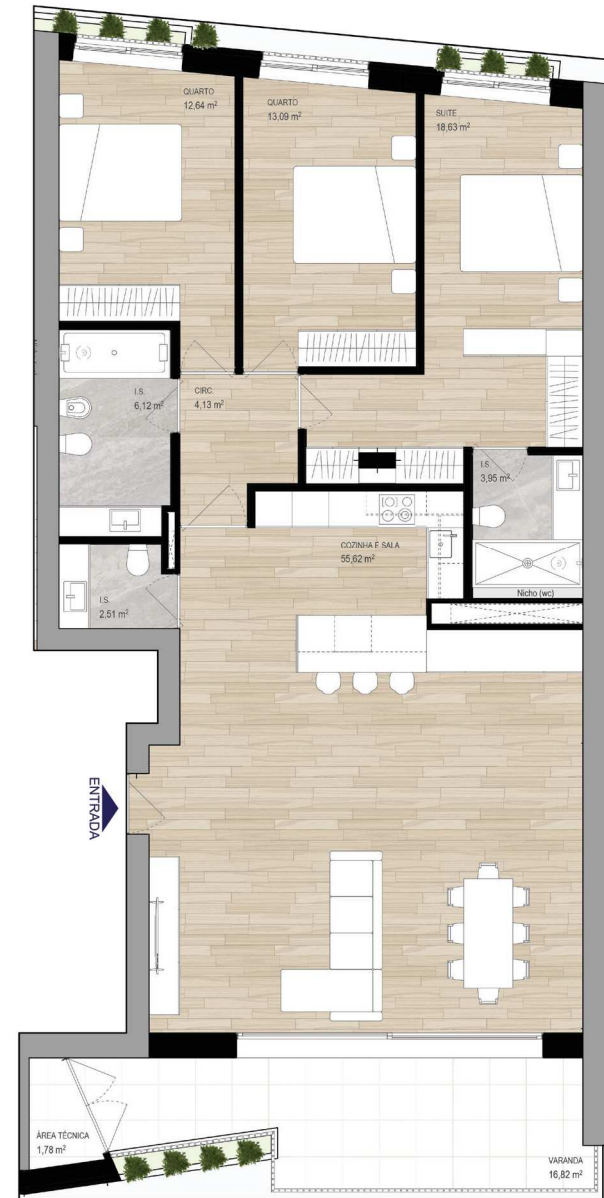 QUARTO
12,64 m²
QUARTO
13,09 m²
SUITE
18,63 m²
I.S.
6,12 m²
CIRC.
4,13 m²
I.S.
3,95 m²
COZINHA E SALA
55,62 m²
Nicho (wc)
I.S.
2,51 m²
ENTRADA
ÁREA TÉCNICA
1,78 m²
VARANDA
16,82 m²